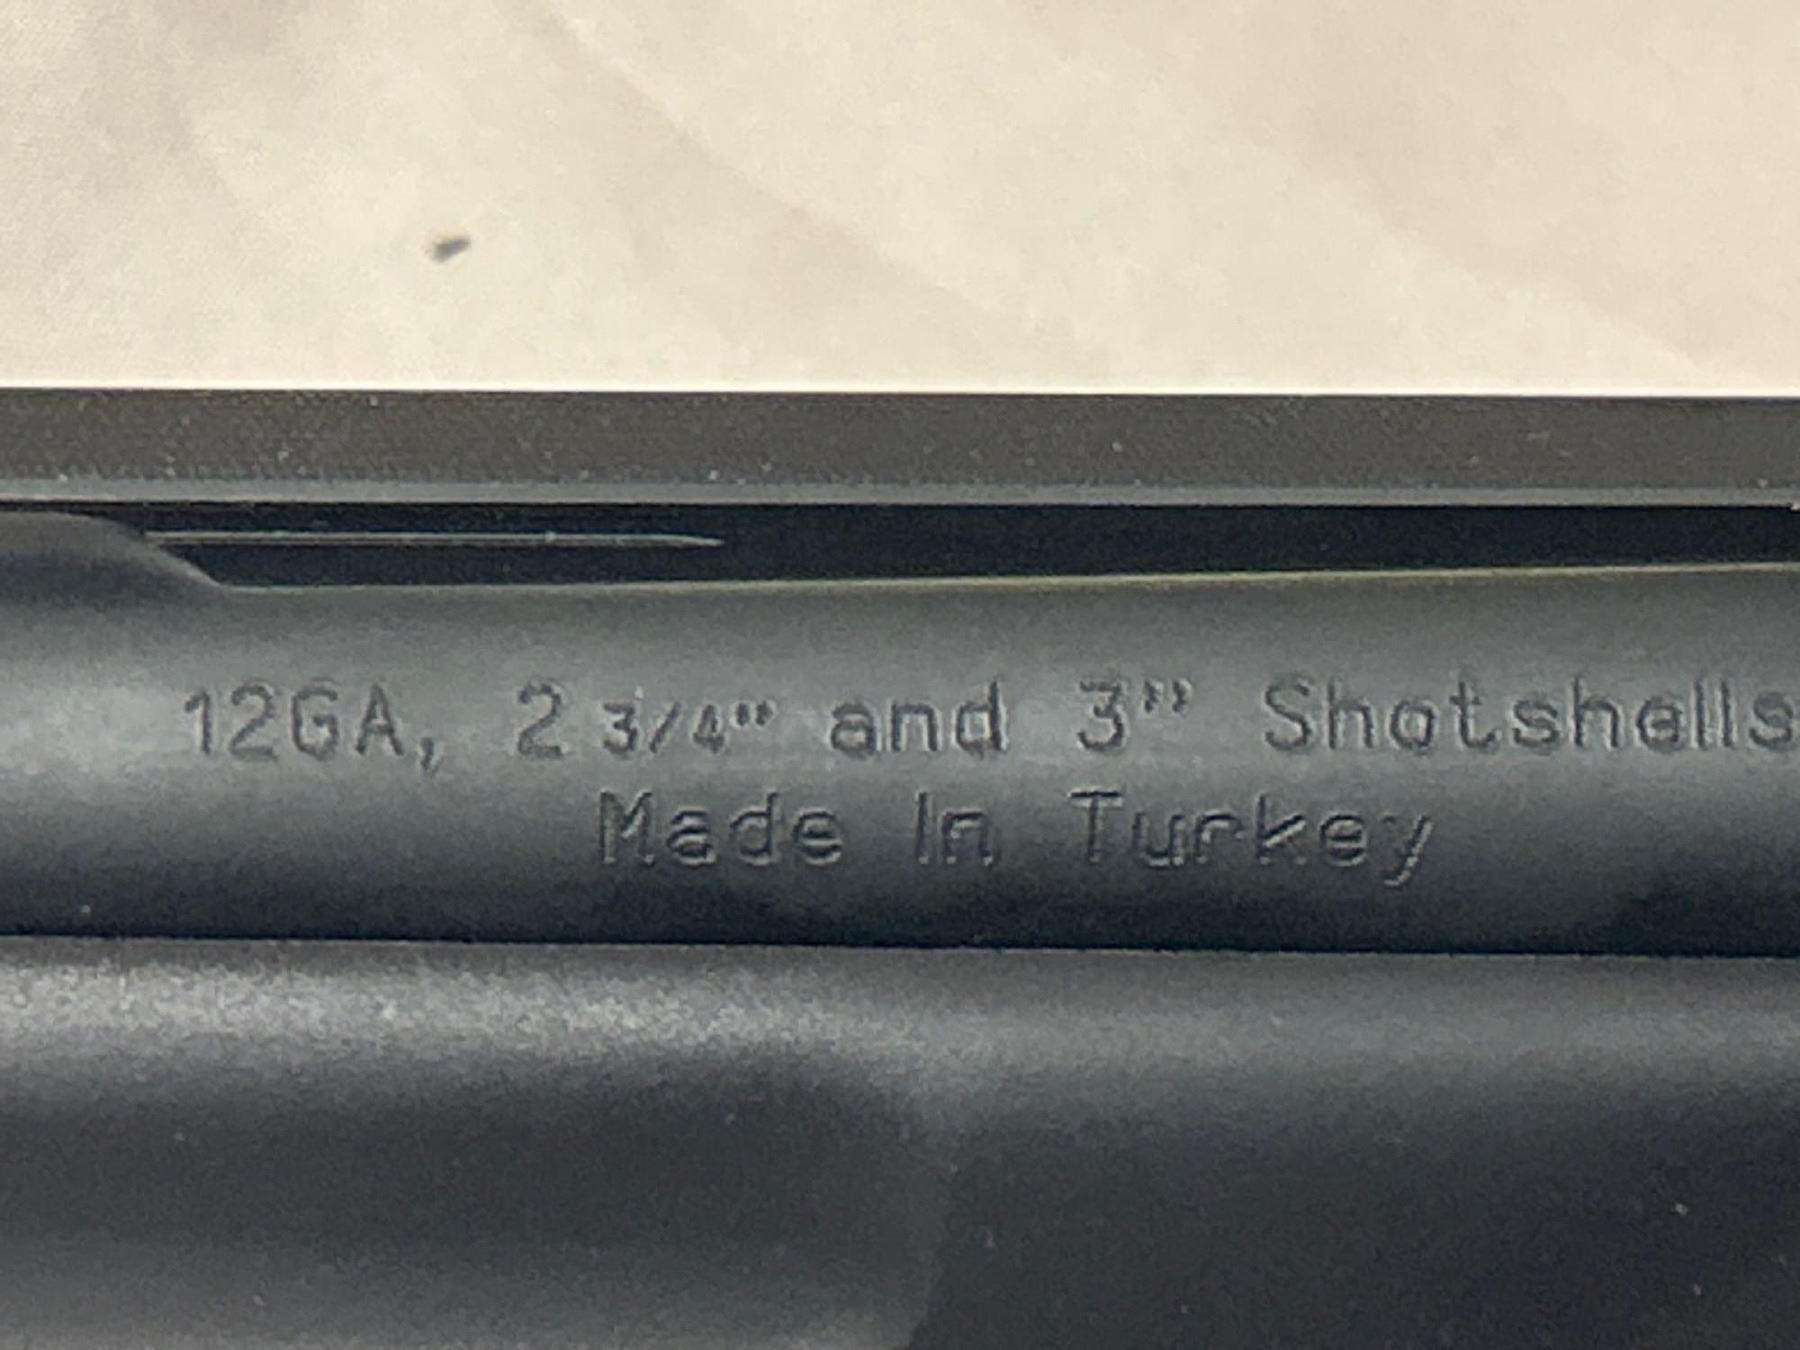 12GA, 2 3/4" and 3" Shotshells
Made In Turkey